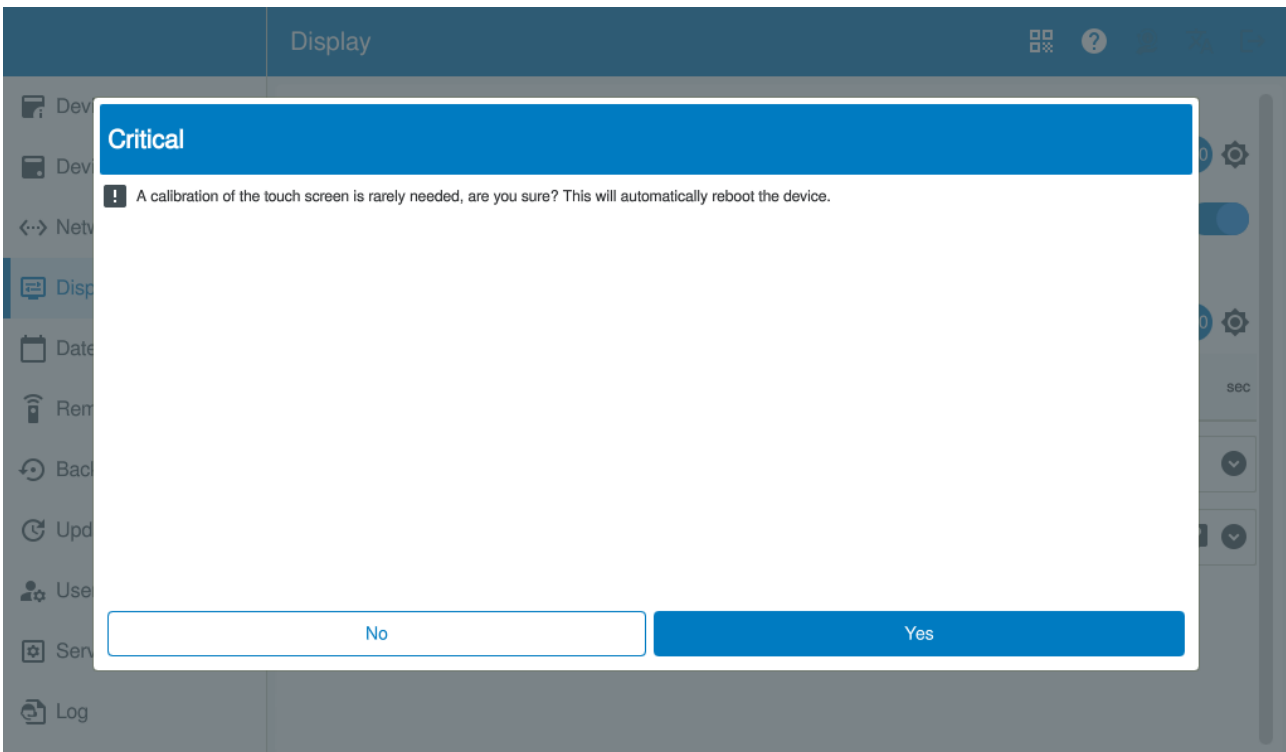 Display
Critical
A calibration of the touch screen is rarely needed, are you sure? This will automatically reboot the device.
sec
No
Yes
Log